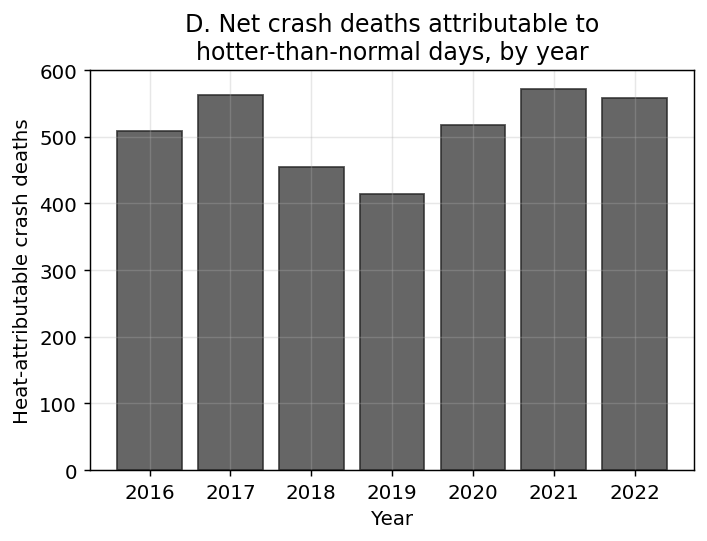 D. Net crash deaths attributable to
hotter-than-normal days, by year
Heat-attributable crash deaths
600
500
400
300
200
100
0
2016 2017 2018 2019 2020 2021 2022
Year